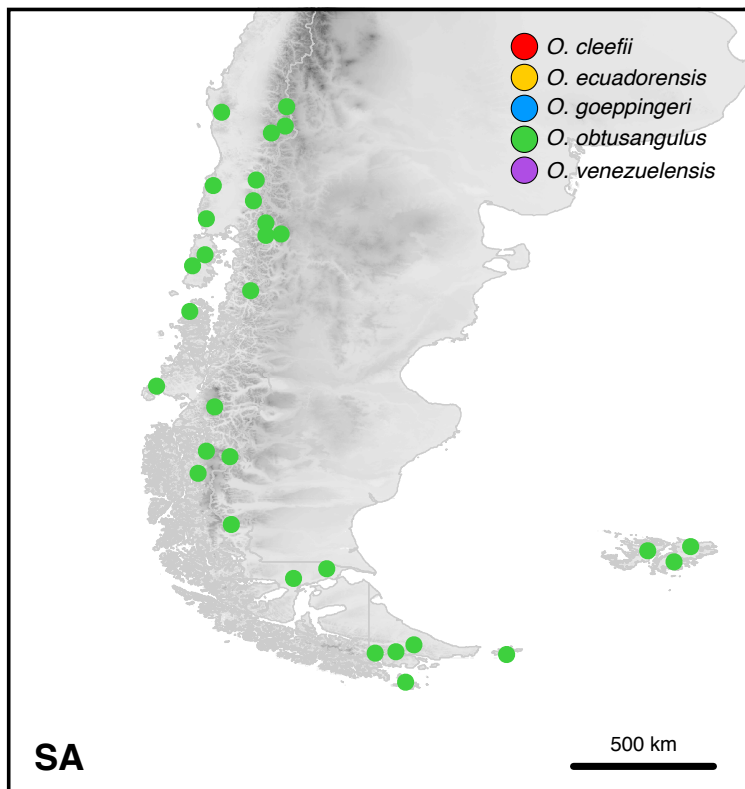 O. cleefii
O. ecuadorensis
O. goeppingeri
O. obtusangulus
O. venezuelensis
SA
500 km